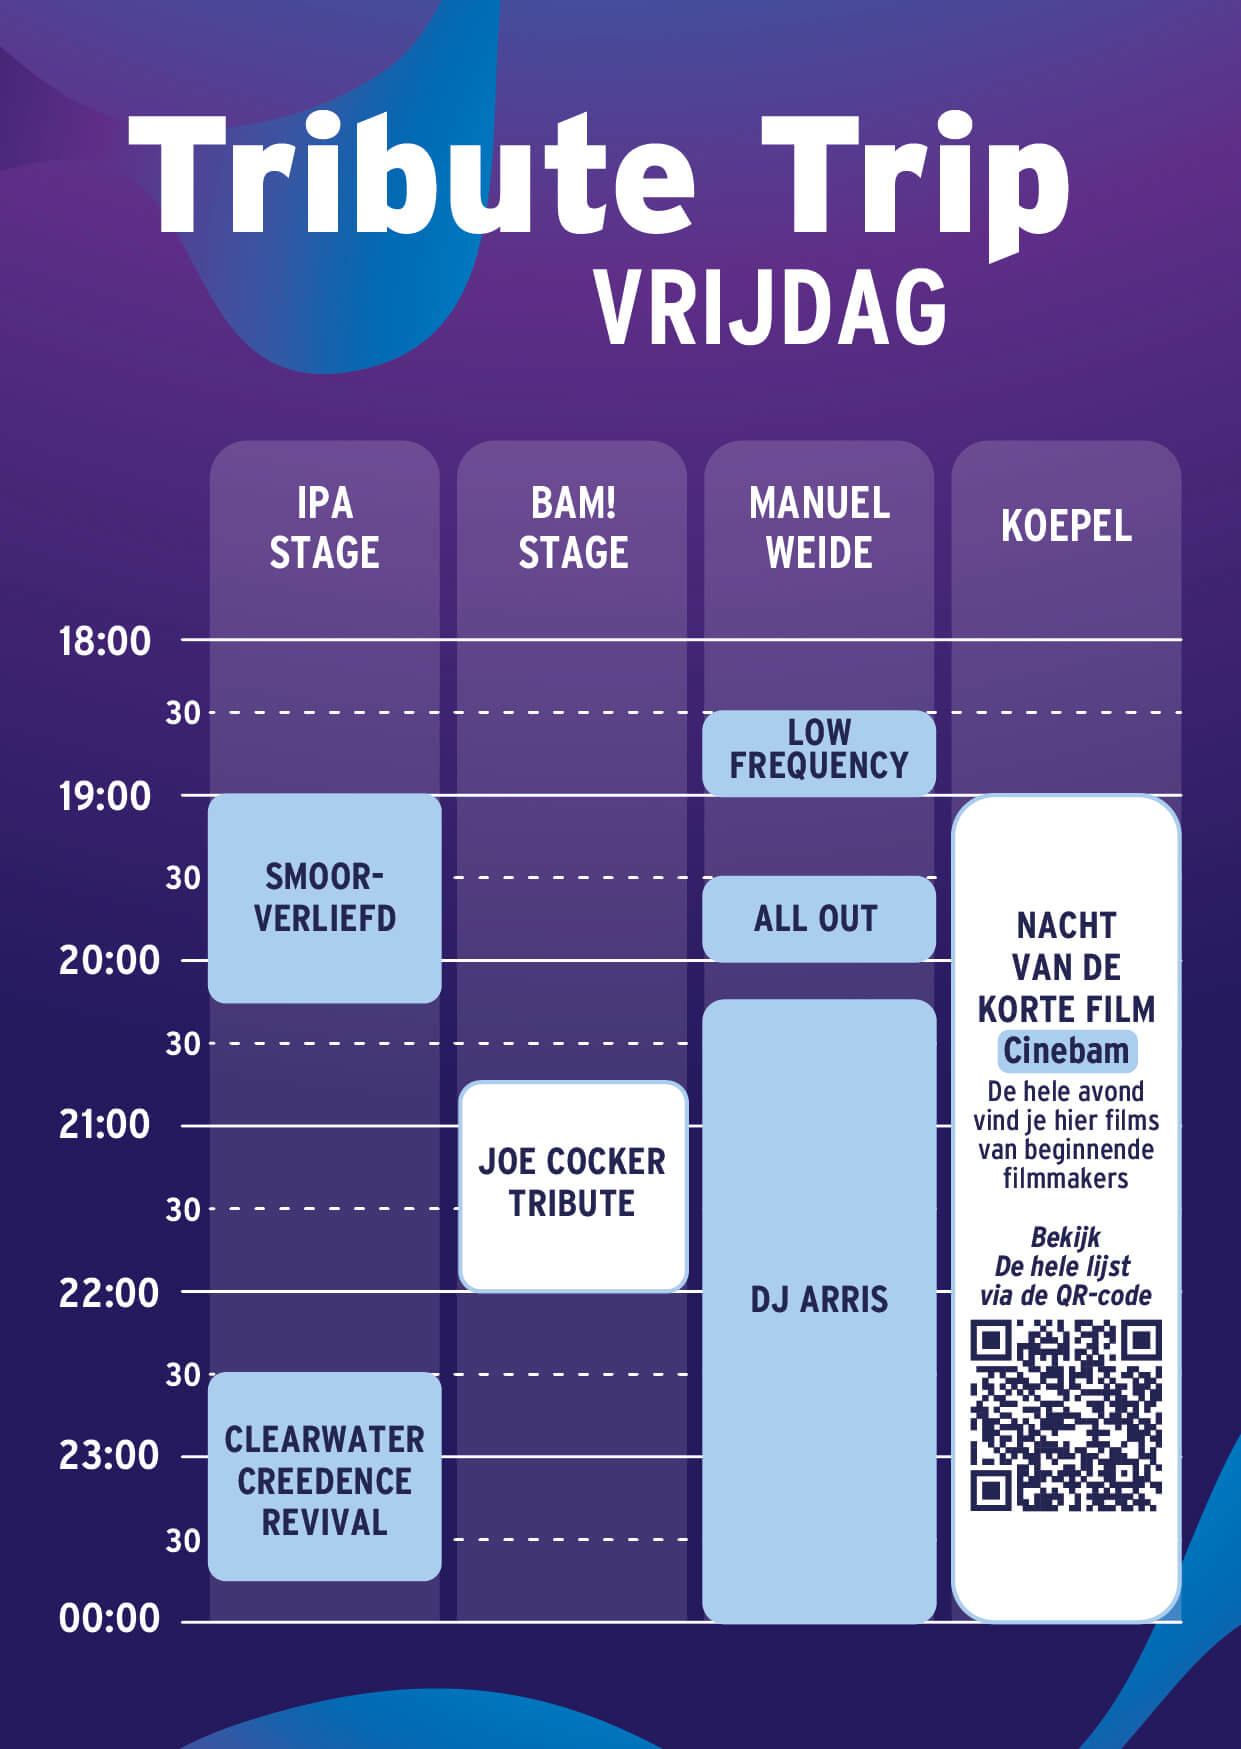 Tribute Trip
VRIJDAG
IPA
STAGE
BAM!
STAGE
MANUEL
WEIDE
KOEPEL
18:00
30
LOW
FREQUENCY
19:00
SMOOR-
VERLIEFD
30
ALL OUT
20:00
30
21:00
JOE COCKER
TRIBUTE
30
22:00
DJ ARRIS
30
CLEARWATER
CREEDENCE
REVIVAL
23:00
30
00:00
NACHT
VAN DE
KORTE FILM
Cinebam
De hele avond
vind je hier films
van beginnende
filmmakers
Bekijk
De hele lijst
via de QR-code